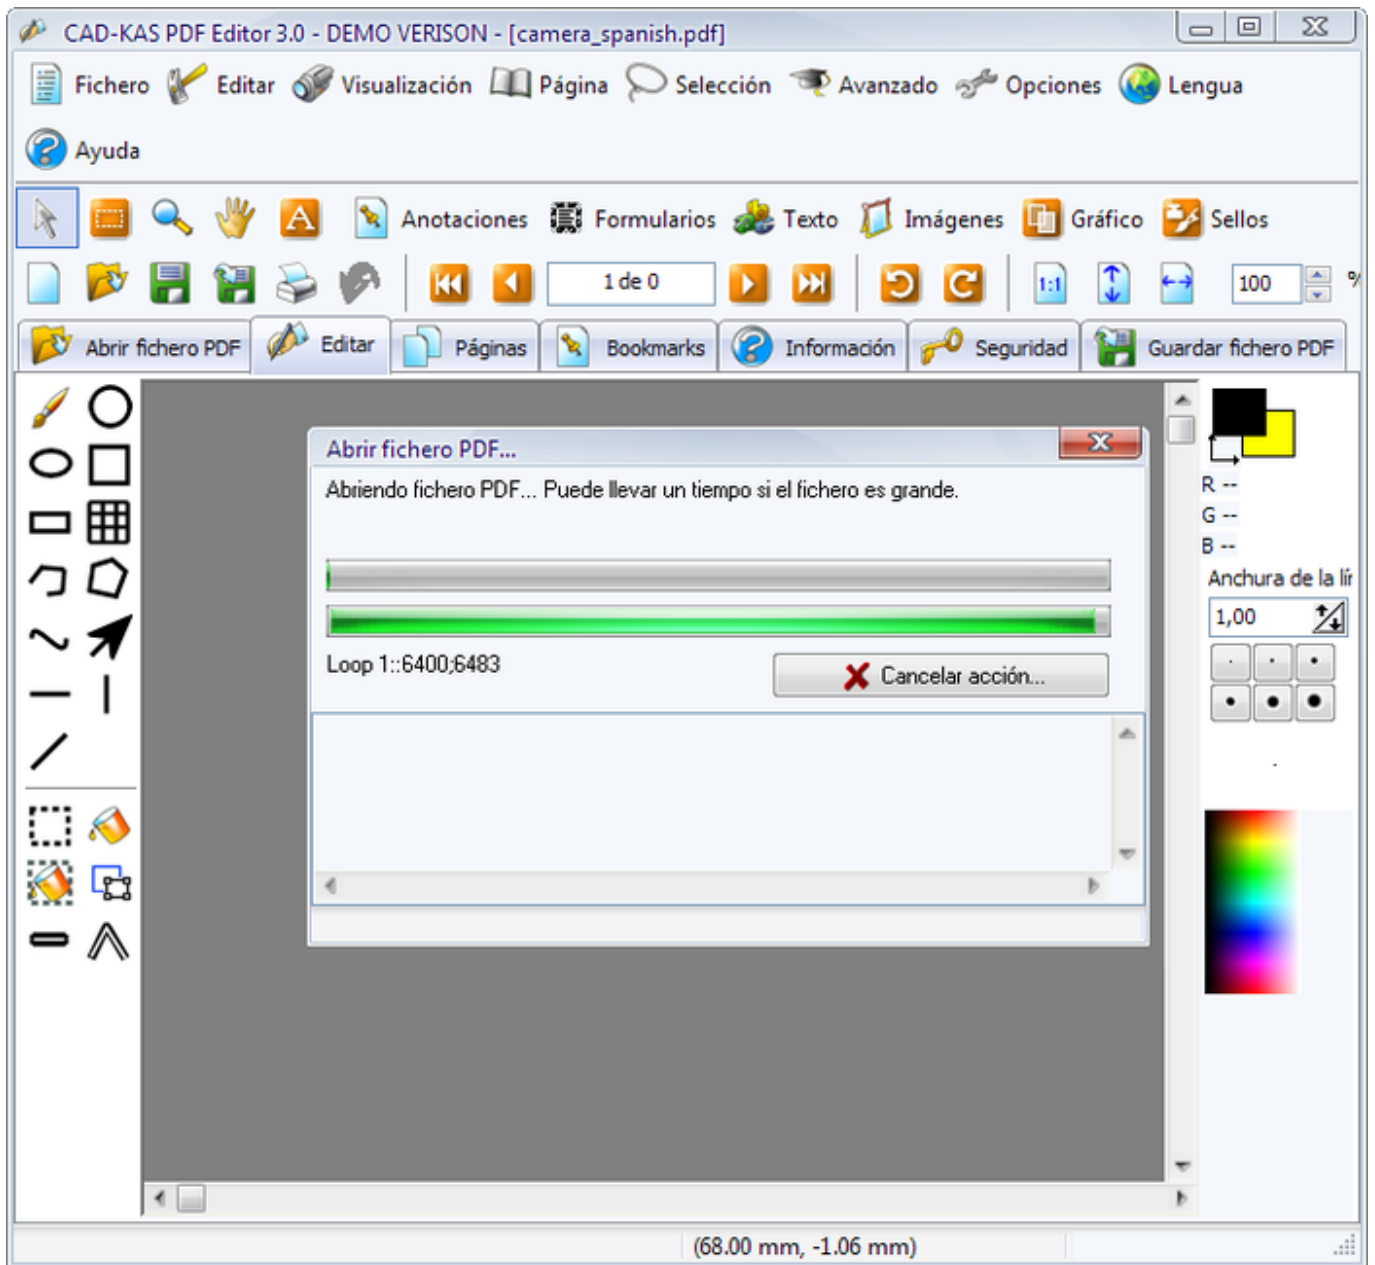 CAD-KAS PDF Editor 3.0 - DEMO VERISON - [camera_spanish.pdf]
Fichero Editar Visualización Página Selección Avanzado Opciones Lengua
Ayuda
A Anotaciones Formularios Texto Imágenes Gráfico Sellos
1 de 0 1:1 100 %
Abrir fichero PDF Editar Páginas Bookmarks Información Seguridad Guardar fichero PDF
Abrir fichero PDF...
Abriendo fichero PDF... Puede llevar un tiempo si el fichero es grande.
Loop 1::6400;6483
Cancelar acción...
R --
G --
B --
Anchura de la lír
1,00
(68.00 mm, -1.06 mm)